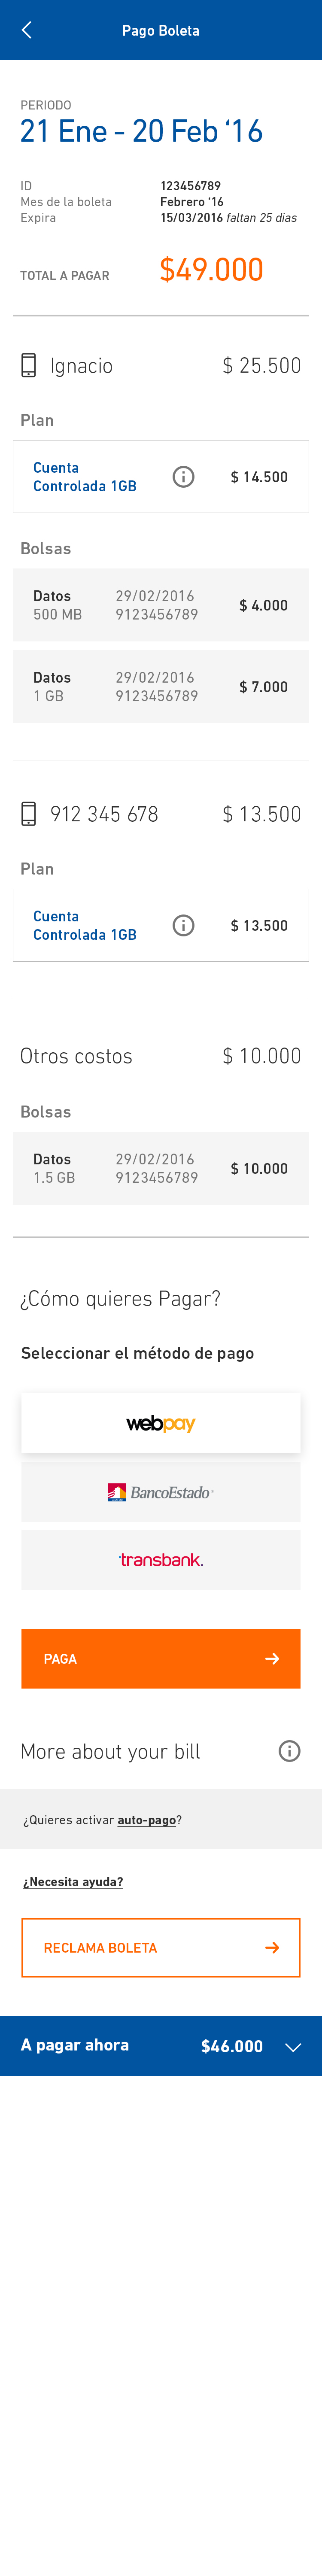 Pago Boleta
PERIODO
21 Ene - 20 Feb ‘16
ID 123456789
Mes de la boleta Febrero ‘16
Expira 15/03/2016 faltan 25 dias
TOTAL A PAGAR $49.000
Ignacio $ 25.500
Plan
Cuenta
Controlada 1GB $ 14.500
Bolsas
Datos 29/02/2016
500 MB 9123456789 $ 4.000
Datos 29/02/2016
1 GB 9123456789 $ 7.000
912 345 678 $ 13.500
Plan
Cuenta
Controlada 1GB $ 13.500
Otros costos $ 10.000
Bolsas
Datos 29/02/2016
1.5 GB 9123456789 $ 10.000
¿Cómo quieres Pagar?
Seleccionar el método de pago
webpay
BancoEstado
transbank.
PAGA
More about your bill
¿Quieres activar auto-pago?
¿Necesita ayuda?
RECLAMA BOLETA
A pagar ahora $46.000